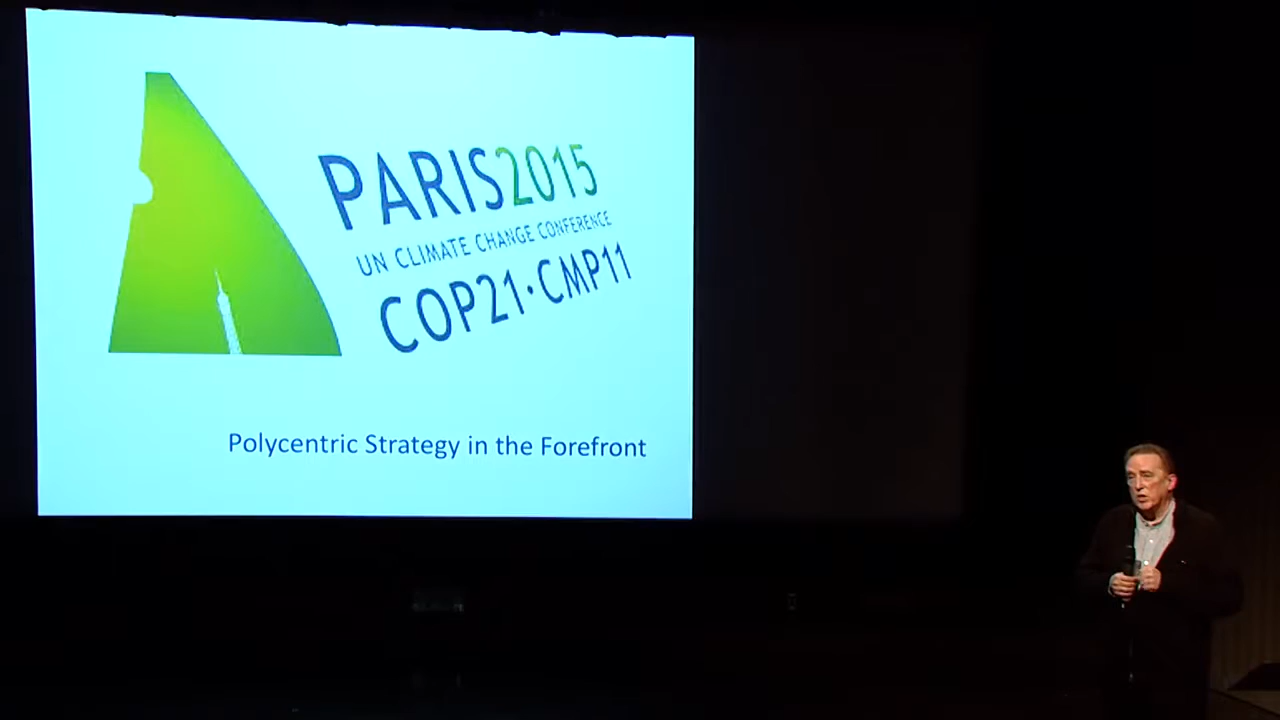 PARIS2015
UN CLIMATE CHANGE CONFERENCE
COP21·CMP11
Polycentric Strategy in the Forefront